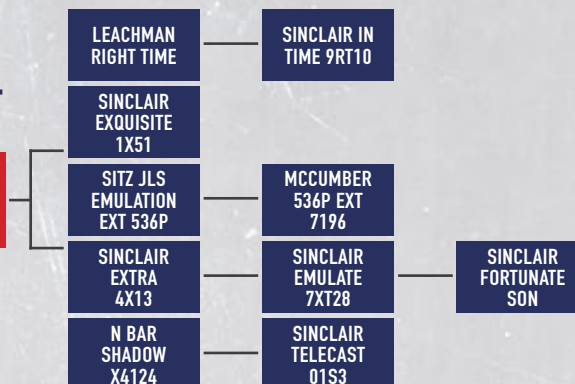 LEACHMAN
RIGHT TIME
SINCLAIR IN
TIME 9RT10
SINCLAIR
EXQUISITE
1X51
SITZ JLS
EMULATION
EXT 536P
MCCUMBER
536P EXT
7196
SINCLAIR
EXTRA
4X13
SINCLAIR
EMULATE
7XT28
SINCLAIR
FORTUNATE
SON
N BAR
SHADOW
X4124
SINCLAIR
TELECAST
01S3